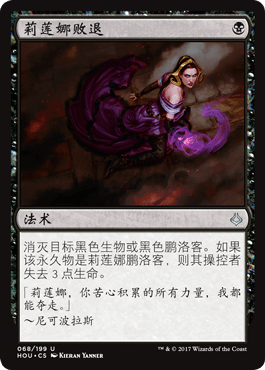 莉莲娜败退
法术
消灭目标黑色生物或黑色鹏洛客。如果
该永久物是莉莲娜鹏洛客，则其操控者
失去3点生命。
「莉莲娜，你苦心积累的所有力量，我都
能夺走。」
～尼可波拉斯
068/199 U
HOU • CS KIERAN YANNER
™ & © 2017 Wizards of the Coast